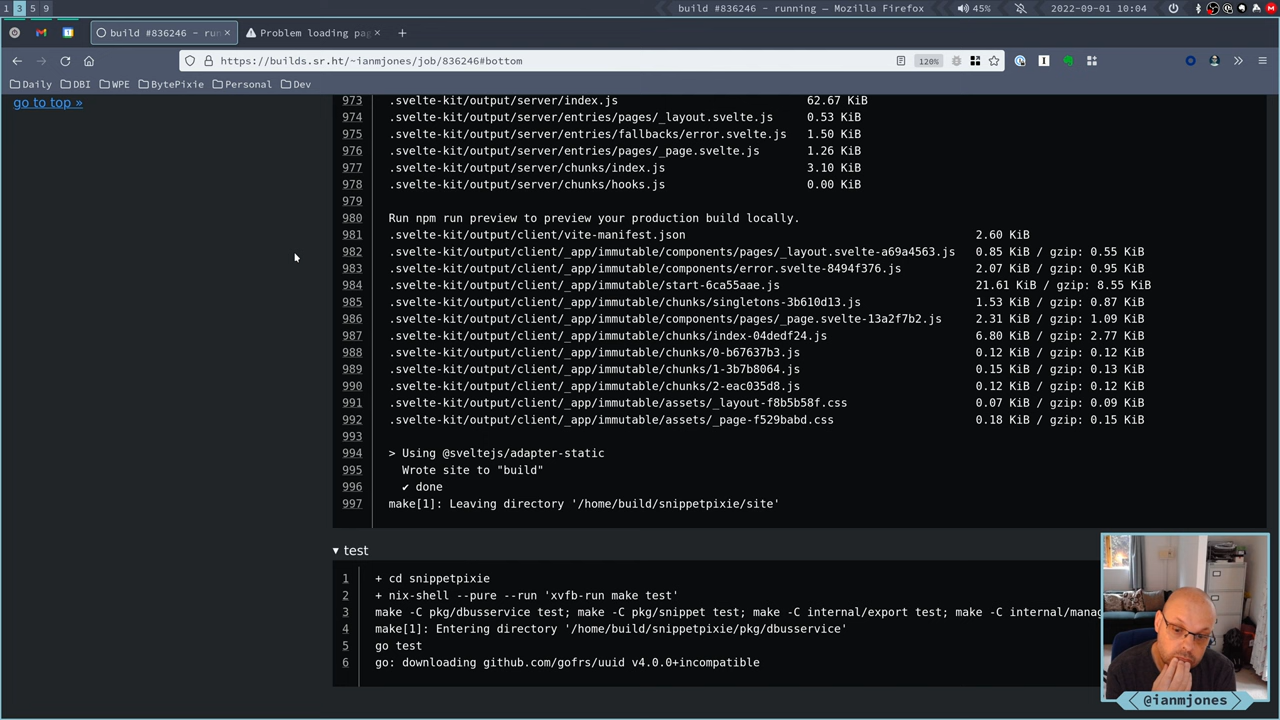 1 3 5 9
build #836246 - running — Mozilla Firefox
45%
2022-09-01 10:04
build #836246 - run
Problem loading pag
https://builds.sr.ht/~ianmjones/job/836246#bottom
120%
Daily
DBI
WPE
BytePixie
Personal
Dev
go to top »
973 .svelte-kit/output/server/index.js 62.67 KiB
974 .svelte-kit/output/server/entries/pages/_layout.svelte.js 0.53 KiB
975 .svelte-kit/output/server/entries/fallbacks/error.svelte.js 1.50 KiB
976 .svelte-kit/output/server/entries/pages/_page.svelte.js 1.26 KiB
977 .svelte-kit/output/server/chunks/index.js 3.10 KiB
978 .svelte-kit/output/server/chunks/hooks.js 0.00 KiB
979
980 Run npm run preview to preview your production build locally.
981 .svelte-kit/output/client/vite-manifest.json 2.60 KiB
982 .svelte-kit/output/client/_app/immutable/components/pages/_layout.svelte-a69a4563.js 0.85 KiB / gzip: 0.55 KiB
983 .svelte-kit/output/client/_app/immutable/components/error.svelte-8494f376.js 2.07 KiB / gzip: 0.95 KiB
984 .svelte-kit/output/client/_app/immutable/start-6ca55aae.js 21.61 KiB / gzip: 8.55 KiB
985 .svelte-kit/output/client/_app/immutable/chunks/singletons-3b610d13.js 1.53 KiB / gzip: 0.87 KiB
986 .svelte-kit/output/client/_app/immutable/components/pages/_page.svelte-13a2f7b2.js 2.31 KiB / gzip: 1.09 KiB
987 .svelte-kit/output/client/_app/immutable/chunks/index-04dedf24.js 6.80 KiB / gzip: 2.77 KiB
988 .svelte-kit/output/client/_app/immutable/chunks/0-b67637b3.js 0.12 KiB / gzip: 0.12 KiB
989 .svelte-kit/output/client/_app/immutable/chunks/1-3b7b8064.js 0.15 KiB / gzip: 0.13 KiB
990 .svelte-kit/output/client/_app/immutable/chunks/2-eac035d8.js 0.12 KiB / gzip: 0.12 KiB
991 .svelte-kit/output/client/_app/immutable/assets/_layout-f8b5b58f.css 0.07 KiB / gzip: 0.09 KiB
992 .svelte-kit/output/client/_app/immutable/assets/_page-f529babd.css 0.18 KiB / gzip: 0.15 KiB
993
994 > Using @sveltejs/adapter-static
995 Wrote site to "build"
996 ✔ done
997 make[1]: Leaving directory '/home/build/snippetpixie/site'
▾ test
1 + cd snippetpixie
2 + nix-shell --pure --run 'xvfb-run make test'
3 make -C pkg/dbusservice test; make -C pkg/snippet test; make -C internal/export test; make -C internal/mana
4 make[1]: Entering directory '/home/build/snippetpixie/pkg/dbusservice'
5 go test
6 go: downloading github.com/gofrs/uuid v4.0.0+incompatible
@ianmjones